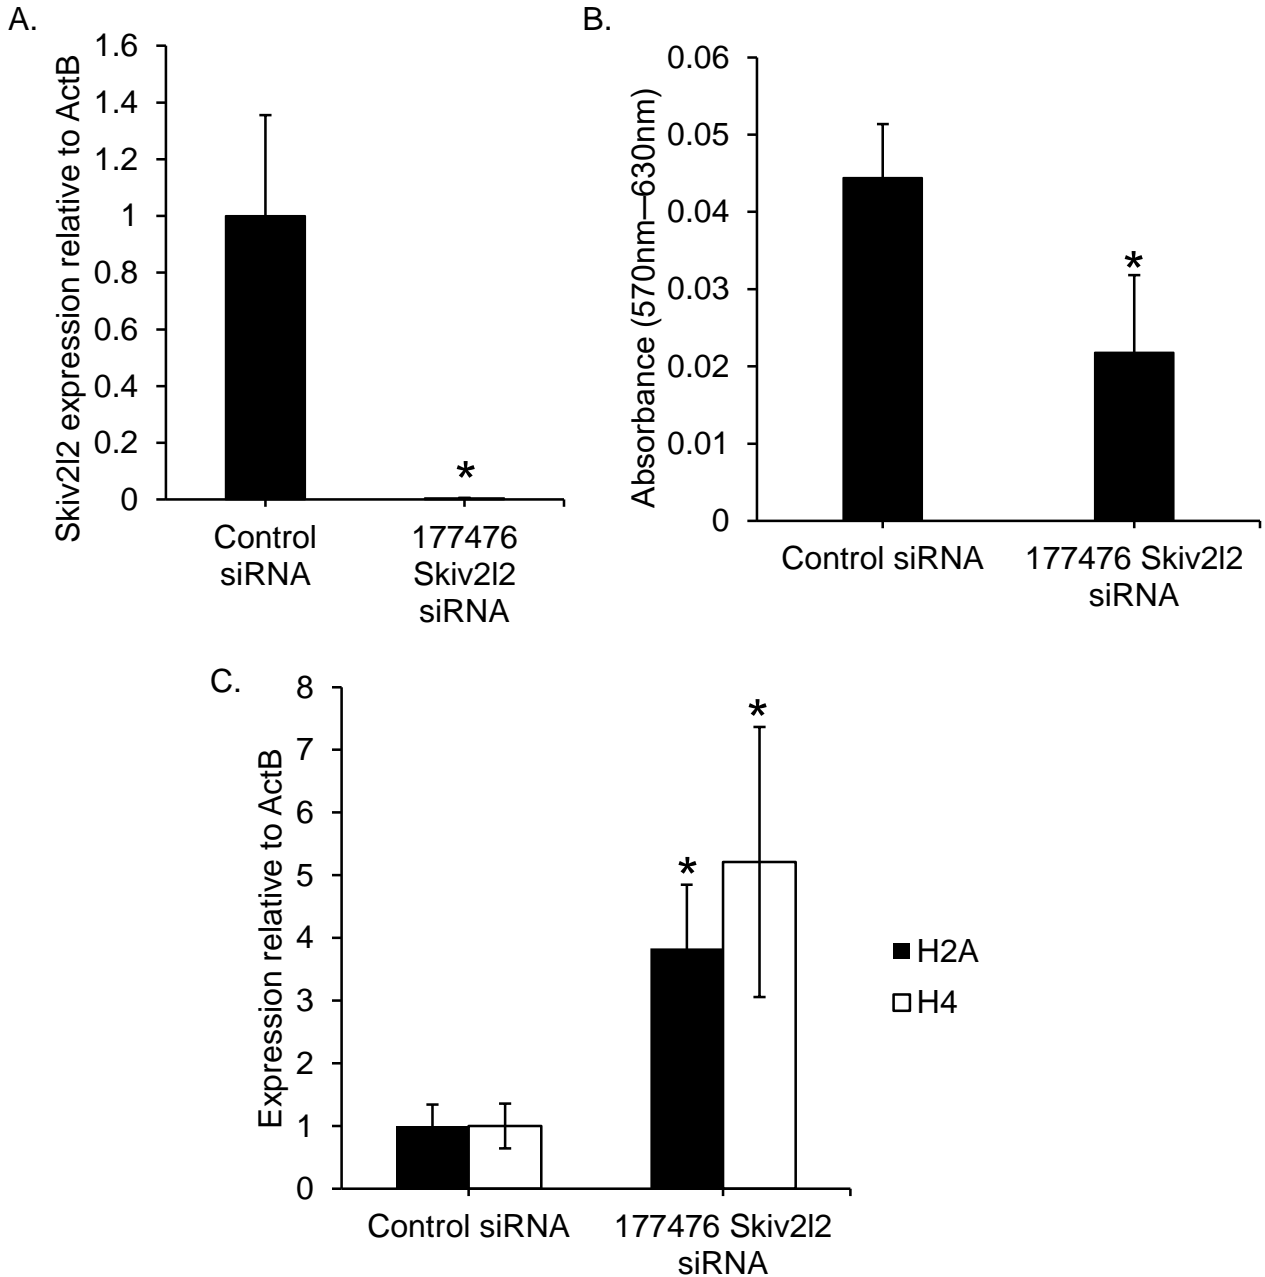 A.
Skiv2l2 expression relative to ActB
1.6
1.4
1.2
1
0.8
0.6
0.4
0.2
0
*
Control
siRNA
177476
Skiv2l2
siRNA
B.
Absorbance (570nm–630nm)
0.06
0.05
0.04
0.03
0.02
0.01
0
*
Control siRNA
177476 Skiv2l2
siRNA
C.
Expression relative to ActB
8
7
6
5
4
3
2
1
0
*
*
Control siRNA
177476 Skiv2l2
siRNA
H2A
H4